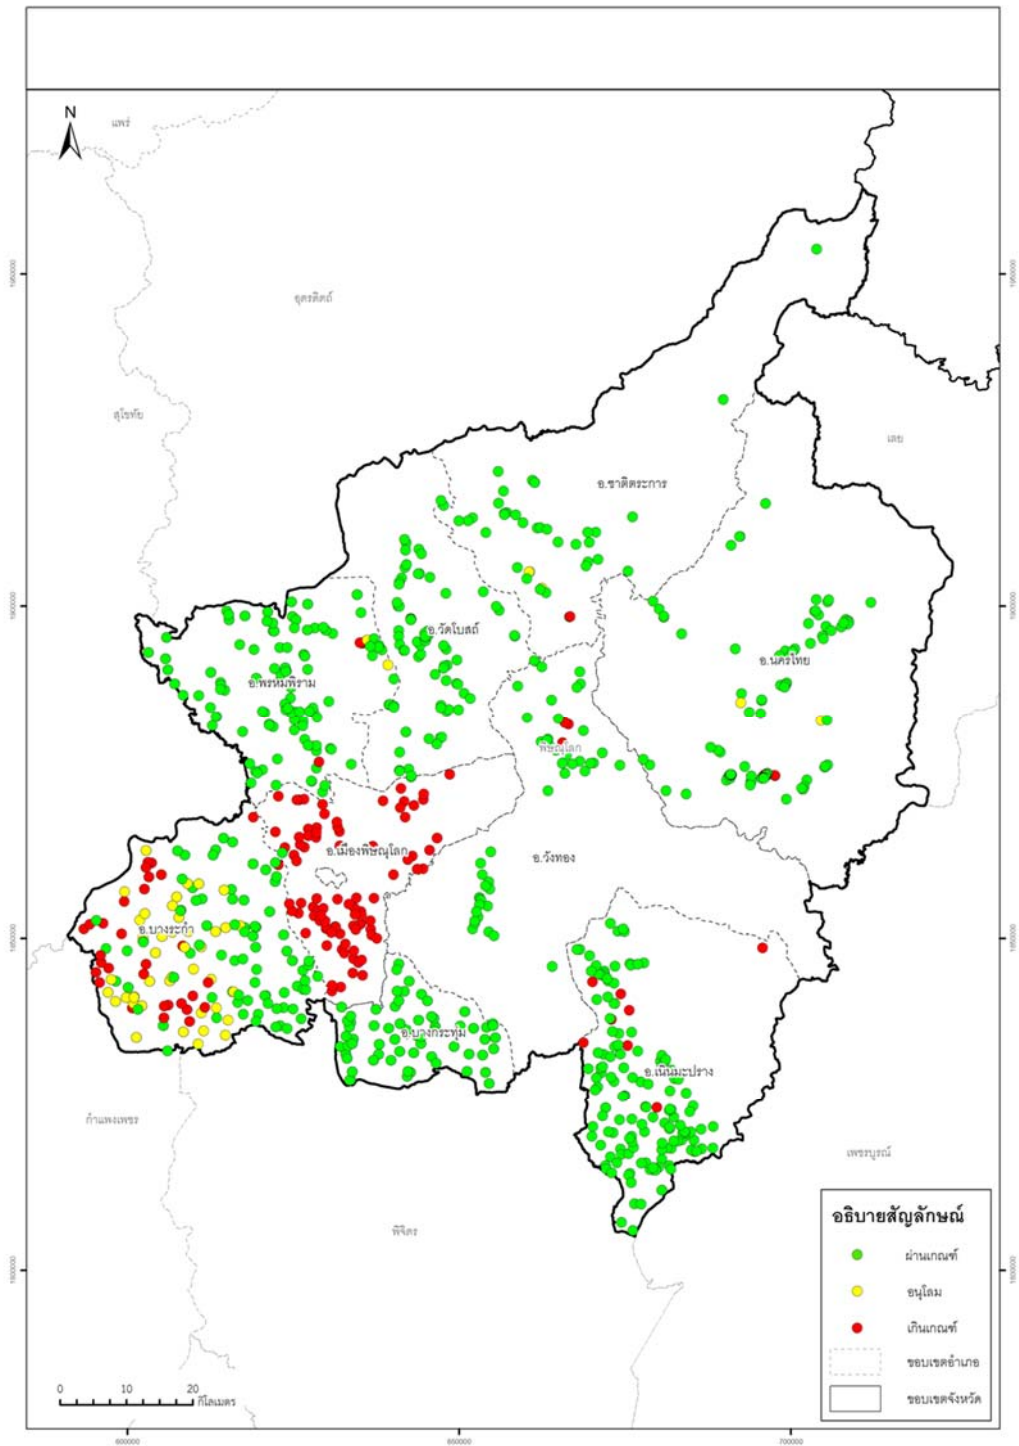 N
แพร่
1950000
1950000
อุตรดิตถ์
สุโขทัย
เลย
อ.ชาติตระการ
1900000
1900000
อ.วัดโบสถ์
อ.นครไทย
อ.พรหมพิราม
พิษณุโลก
อ.เมืองพิษณุโลก
อ.วังทอง
อ.บางระกำ
1850000
1850000
อ.บางกระทุ่ม
อ.เนินมะปราง
กำแพงเพชร
เพชรบูรณ์
พิจิตร
อธิบายสัญลักษณ์
ผ่านเกณฑ์
อนุโลม
เกินเกณฑ์
ขอบเขตอำเภอ
ขอบเขตจังหวัด
1800000
1800000
0 10 20
กิโลเมตร
600000
650000
700000